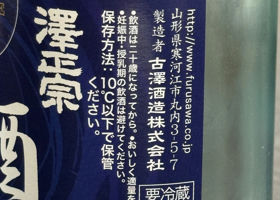 http://www.furusawa.co.jp
山形県寒河江市丸内3-5-7
製造者 古澤酒造株式会社
●飲酒は二十歳になってから。●おいしく適量を
●妊娠中・授乳期の飲酒は避けてください。
保存方法:10℃以下で保管
ください。
要冷蔵
澤正宗
酒